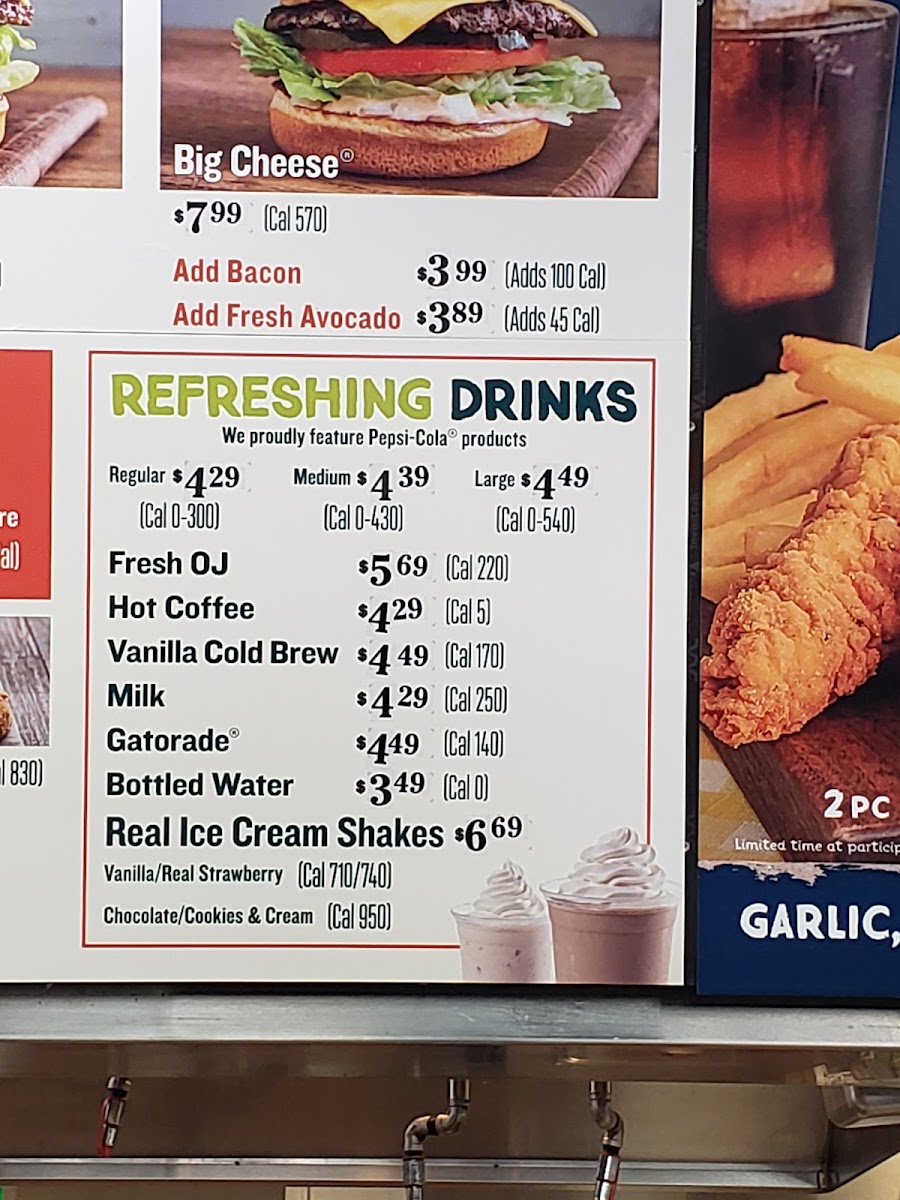 Big Cheese®
$7.99 (Cal 570)
Add Bacon $3.99 (Adds 100 Cal)
Add Fresh Avocado $3.89 (Adds 45 Cal)
REFRESHING DRINKS
We proudly feature Pepsi-Cola® products
Regular $4.29 Medium $4.39 Large $4.49
(Cal 0-300) (Cal 0-430) (Cal 0-540)
Fresh OJ $5.69 (Cal 220)
Hot Coffee $4.29 (Cal 5)
Vanilla Cold Brew $4.49 (Cal 170)
Milk $4.29 (Cal 250)
Gatorade® $4.49 (Cal 140)
Bottled Water $3.49 (Cal 0)
Real Ice Cream Shakes $6.69
Vanilla/Real Strawberry (Cal 710/740)
Chocolate/Cookies & Cream (Cal 950)
830)
2 PC
Limited time at
GARLIC,